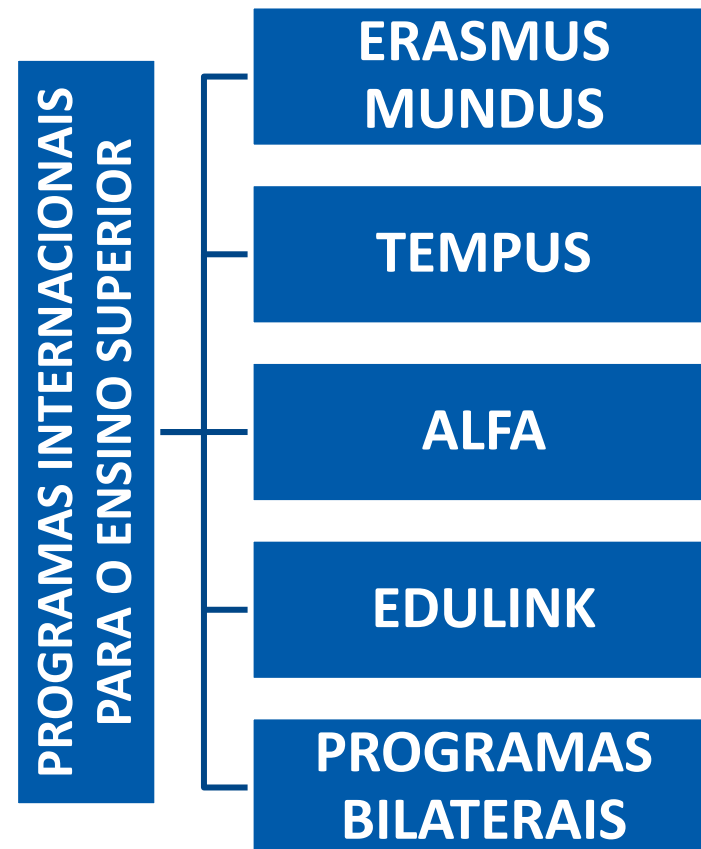 PROGRAMAS INTERNACIONAIS
PARA O ENSINO SUPERIOR
ERASMUS
MUNDUS
TEMPUS
ALFA
EDULINK
PROGRAMAS
BILATERAIS